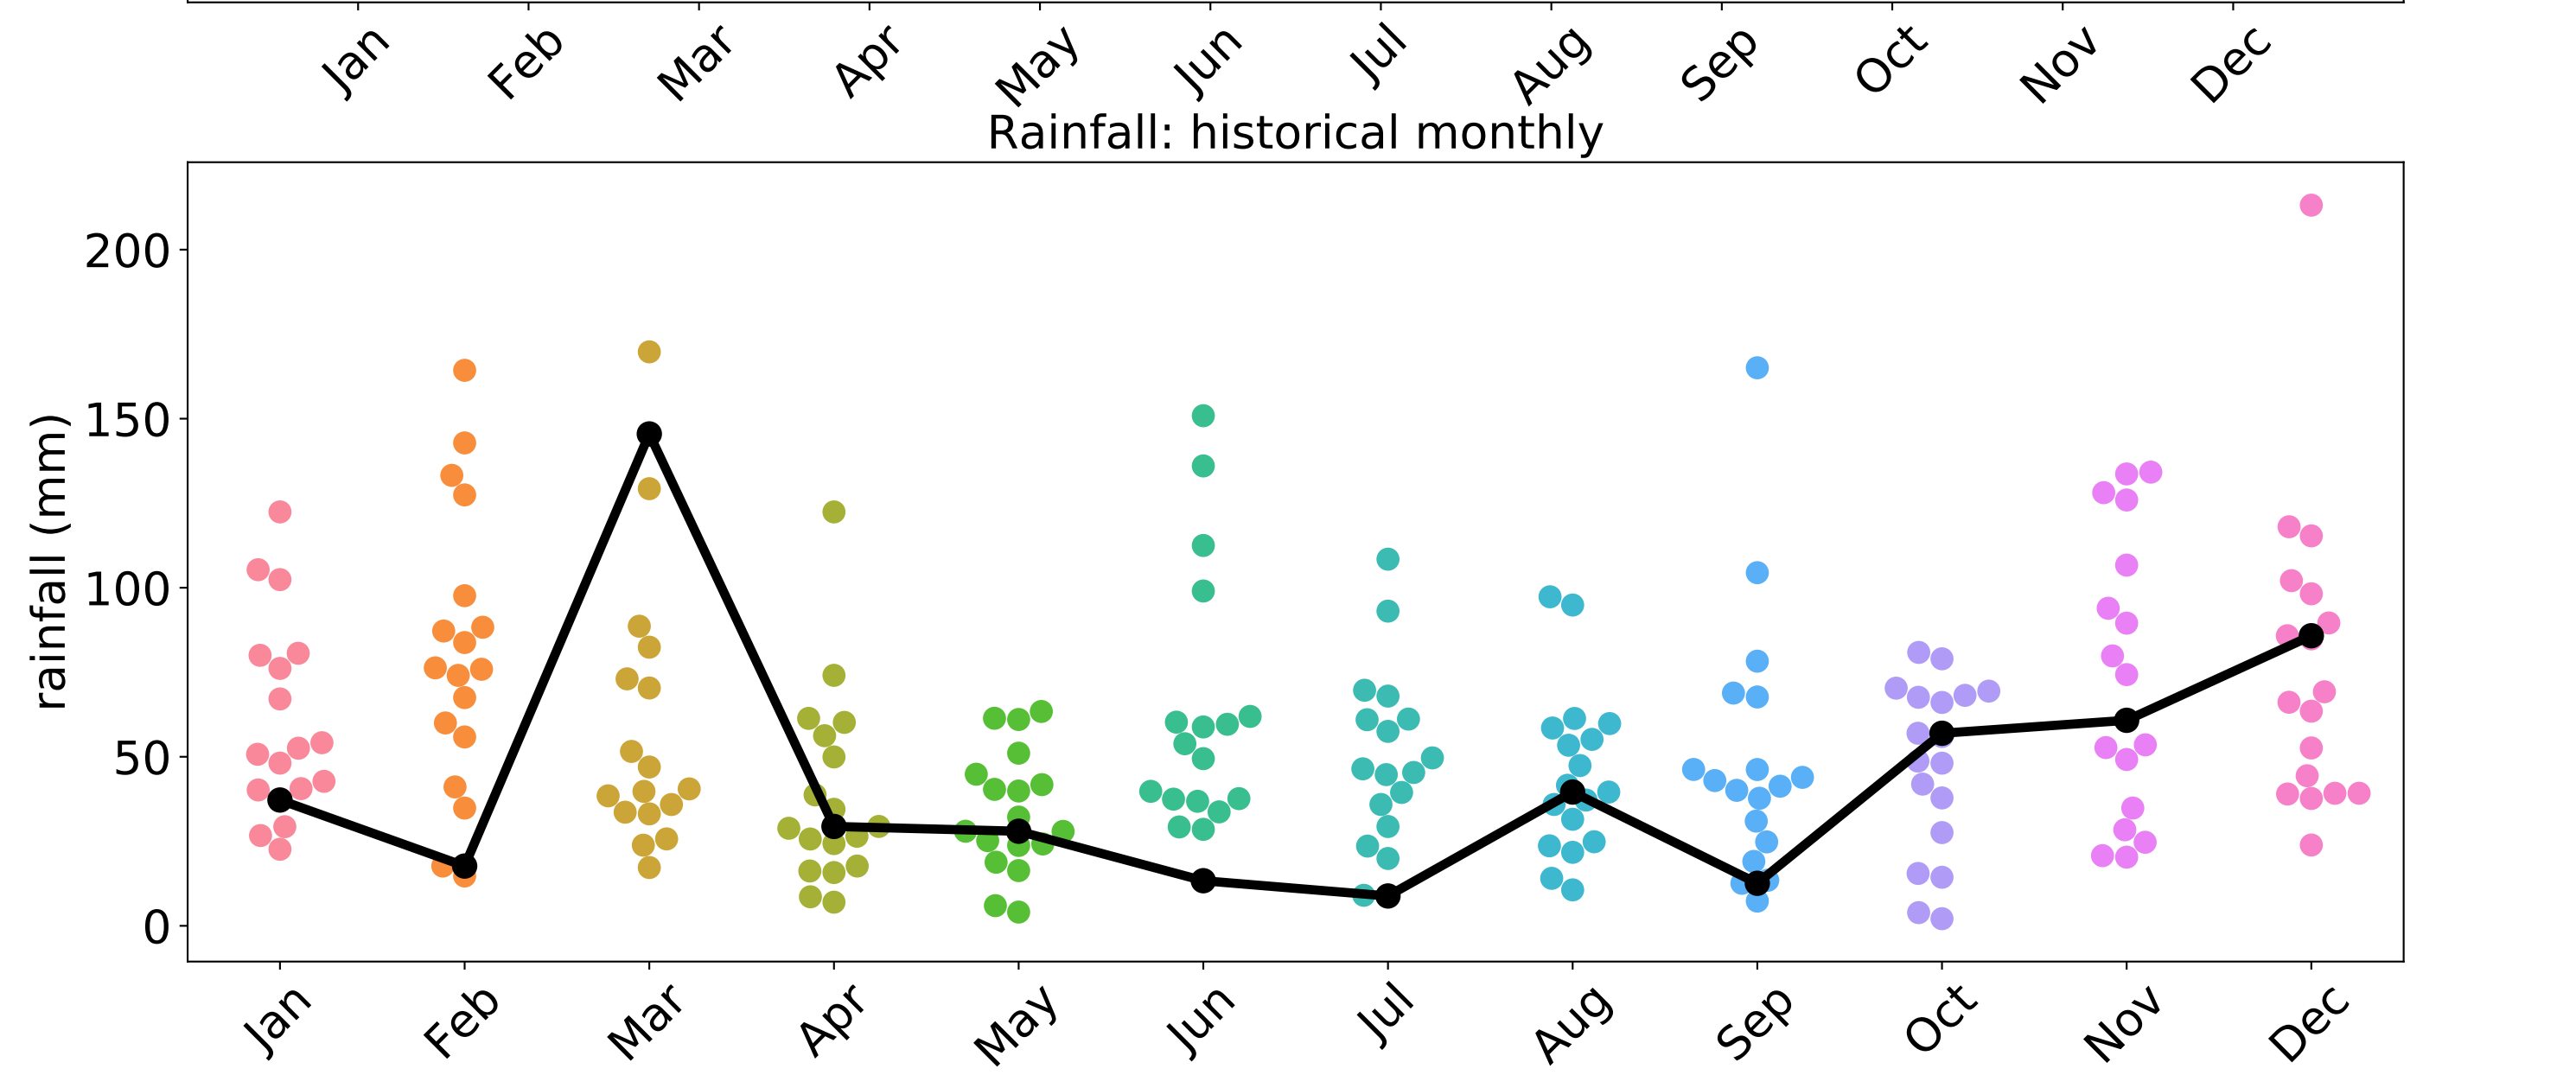 Jan Feb Mar Apr May Jun Jul Aug Sep Oct Nov Dec
Rainfall: historical monthly
rainfall (mm)
200
150
100
50
0
Jan Feb Mar Apr May Jun Jul Aug Sep Oct Nov Dec